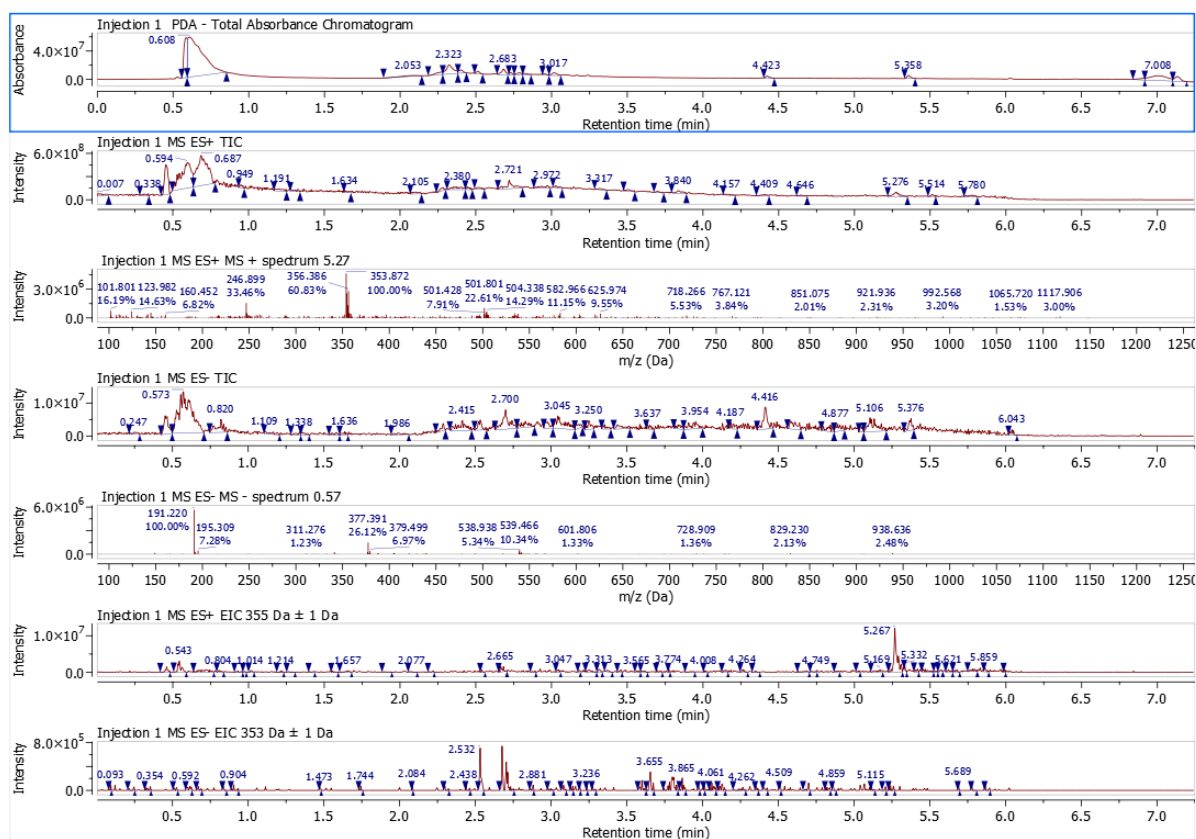 Injection 1 PDA - Total Absorbance Chromatogram
Absorbance
4.0×10⁷
0.0
0.608 2.053 2.323 2.683 3.017 4.423 5.358 7.008
0.0 0.5 1.0 1.5 2.0 2.5 3.0 3.5 4.0 4.5 5.0 5.5 6.0 6.5 7.0
Retention time (min)
Injection 1 MS ES+ TIC
Intensity
6.0×10⁸
0.0
0.007 0.338 0.594 0.687 0.949 1.191 1.634 2.105 2.380 2.721 2.972 3.317 3.840 4.157 4.409 4.646 5.276 5.514 5.780
0.5 1.0 1.5 2.0 2.5 3.0 3.5 4.0 4.5 5.0 5.5 6.0 6.5 7.0
Retention time (min)
Injection 1 MS ES+ MS + spectrum 5.27
Intensity
3.0×10⁶
0.0
101.801 123.982 160.452 246.899 356.386 353.872 501.428 501.801 504.338 582.966 625.974 718.266 767.121 851.075 921.936 992.568 1065.720 1117.906
16.19% 14.63% 6.82% 33.46% 60.83% 100.00% 7.91% 22.61% 14.29% 11.15% 9.55% 5.53% 3.84% 2.01% 2.31% 3.20% 1.53% 3.00%
100 150 200 250 300 350 400 450 500 550 600 650 700 750 800 850 900 950 1000 1050 1100 1150 1200 1250
m/z (Da)
Injection 1 MS ES- TIC
Intensity
1.0×10⁷
0.0
0.247 0.573 0.820 1.109 1.338 1.636 1.986 2.415 2.700 3.045 3.250 3.637 3.954 4.187 4.416 4.877 5.106 5.376 6.043
0.5 1.0 1.5 2.0 2.5 3.0 3.5 4.0 4.5 5.0 5.5 6.0 6.5 7.0
Retention time (min)
Injection 1 MS ES- MS - spectrum 0.57
Intensity
6.0×10⁶
0.0
191.220 195.309 311.276 377.391 379.499 538.938 539.466 601.806 728.909 829.230 938.636
100.00% 7.28% 1.23% 26.12% 6.97% 5.34% 10.34% 1.33% 1.36% 2.13% 2.48%
100 150 200 250 300 350 400 450 500 550 600 650 700 750 800 850 900 950 1000 1050 1100 1150 1200 1250
m/z (Da)
Injection 1 MS ES+ EIC 355 Da ± 1 Da
Intensity
1.0×10⁷
0.0
0.543 0.804 1.014 1.214 1.657 2.077 2.665 3.047 3.313 3.565 3.774 4.008 4.264 4.749 5.169 5.267 5.332 5.621 5.859
0.5 1.0 1.5 2.0 2.5 3.0 3.5 4.0 4.5 5.0 5.5 6.0 6.5 7.0
Retention time (min)
Injection 1 MS ES- EIC 353 Da ± 1 Da
Intensity
8.0×10⁵
0.0
0.093 0.354 0.592 0.904 1.473 1.744 2.084 2.438 2.532 2.881 3.236 3.655 3.865 4.061 4.262 4.509 4.859 5.115 5.689
0.5 1.0 1.5 2.0 2.5 3.0 3.5 4.0 4.5 5.0 5.5 6.0 6.5 7.0
Retention time (min)